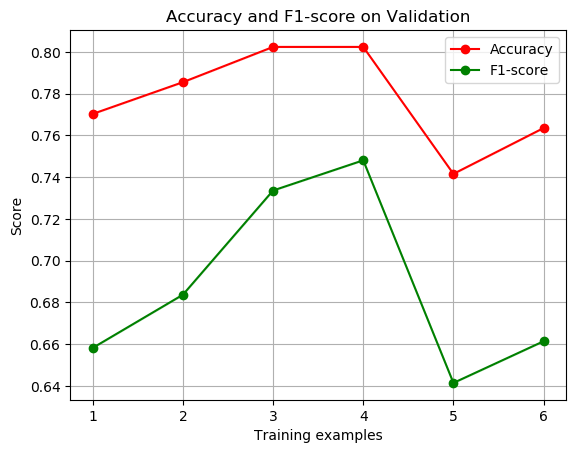 Accuracy and F1-score on Validation
Accuracy
F1-score
0.80
0.78
0.76
0.74
0.72
0.70
0.68
0.66
0.64
Score
1 2 3 4 5 6
Training examples